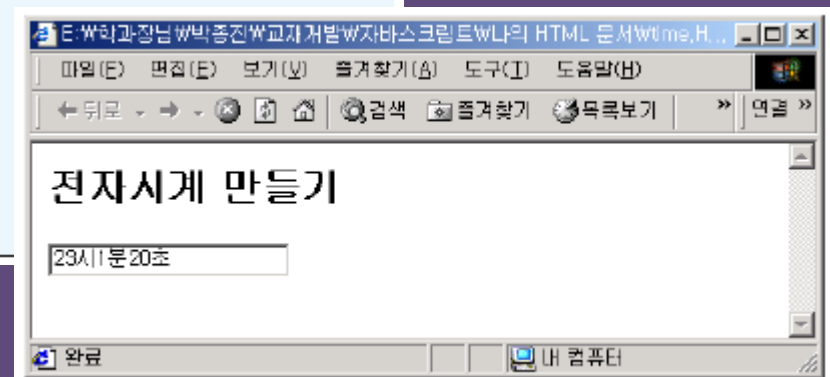 E:\학과장님\박종진\교재개발\자바스크립트\나의 HTML 문서\time,H...
파일(F) 편집(E) 보기(V) 즐겨찾기(A) 도구(T) 도움말(H)
뒤로 검색 즐겨찾기 목록보기 » 연결 »
전자시계 만들기
23시1분20초
완료 내 컴퓨터